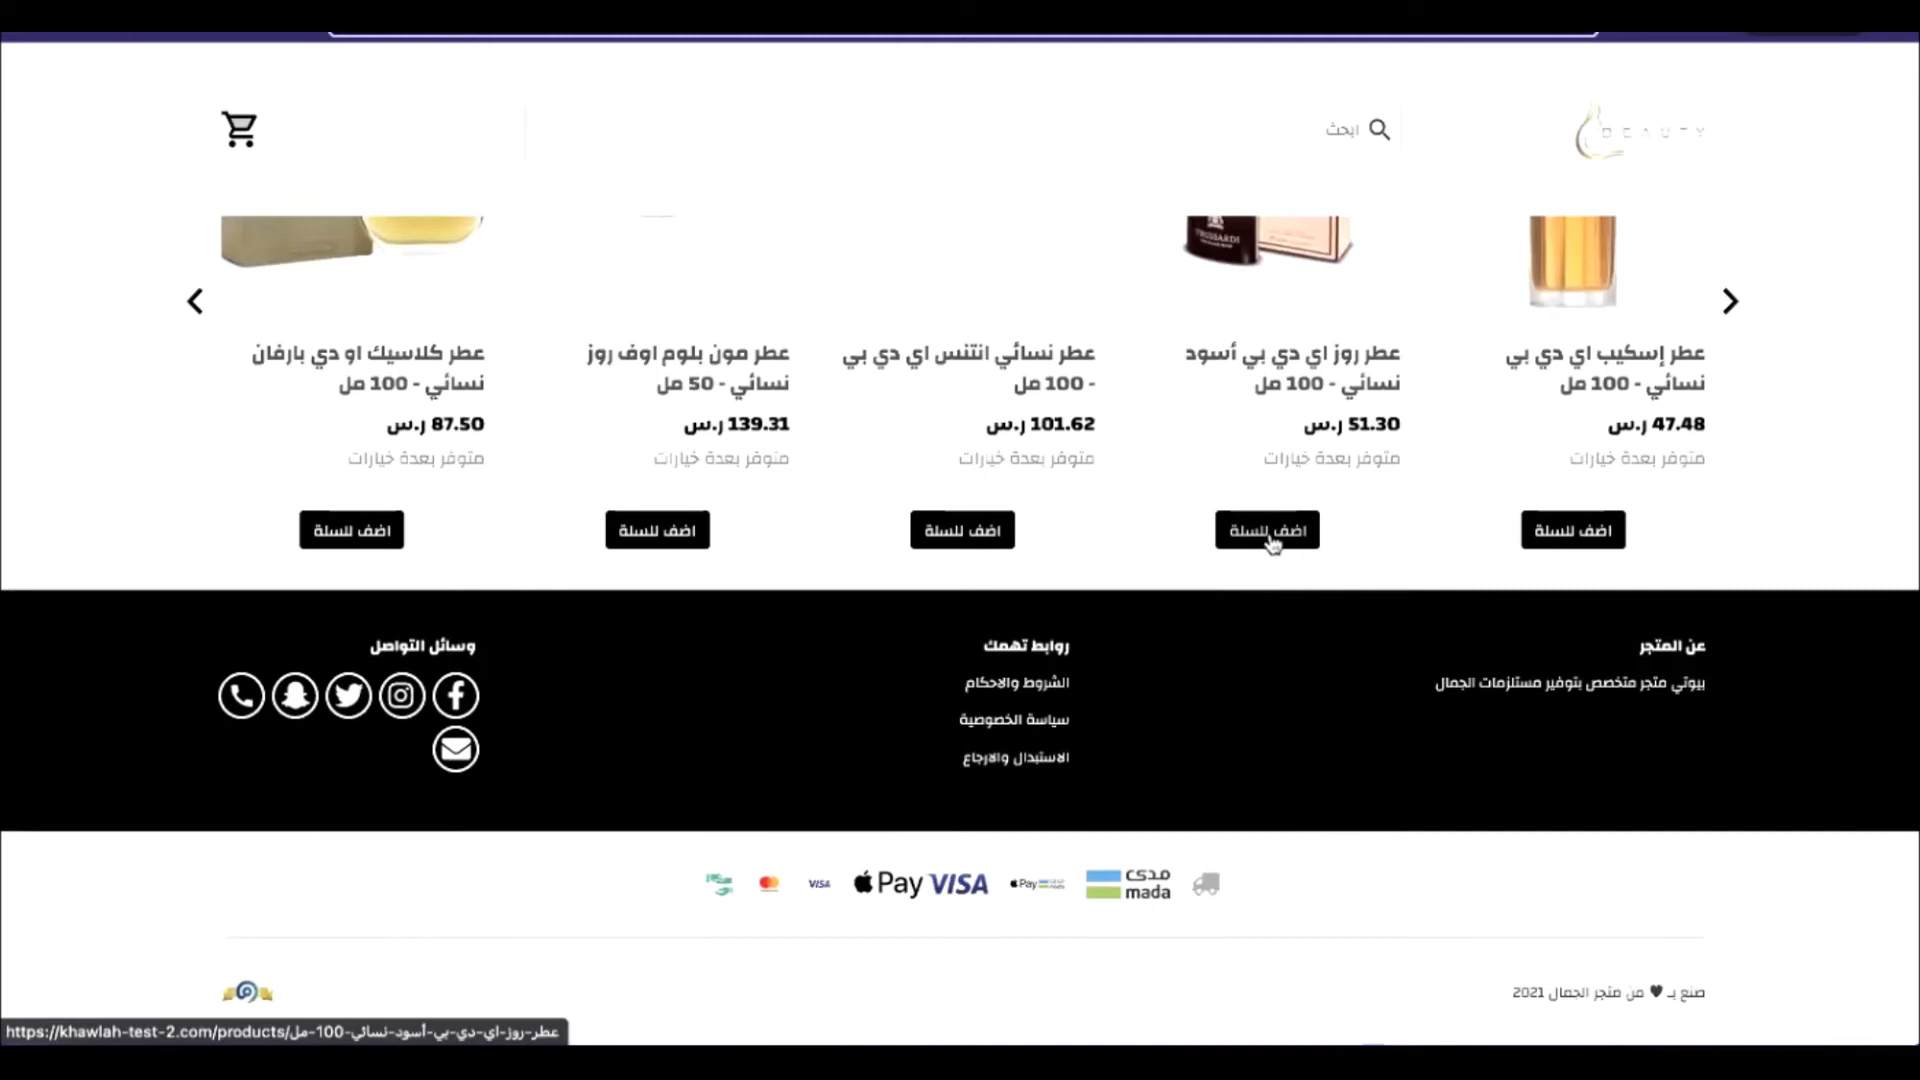 ابحث
BEAUTY
TRUSSARDI
عطر إسكيب اي دي بي
نسائي - 100 مل
47.48 ر.س
متوفر بعدة خيارات
اضف للسلة
عطر روز اي دي بي أسود
نسائي - 100 مل
51.30 ر.س
متوفر بعدة خيارات
اضف للسلة
عطر نسائي انتنس اي دي بي
- 100 مل
101.62 ر.س
متوفر بعدة خيارات
اضف للسلة
عطر مون بلوم اوف روز
نسائي - 50 مل
139.31 ر.س
متوفر بعدة خيارات
اضف للسلة
عطر كلاسيك او دي بارفان
نسائي - 100 مل
87.50 ر.س
متوفر بعدة خيارات
اضف للسلة
عن المتجر
بيوتي متجر متخصص بتوفير مستلزمات الجمال
روابط تهمك
الشروط والاحكام
سياسة الخصوصية
الاستبدال والارجاع
وسائل التواصل
مدى
mada
Pay
VISA
Pay
VISA
صنع بـ ♥ من متجر الجمال 2021
https://khawlah-test-2.com/products/عطر-روز-اي-دي-بي-أسود-نسائي-100-مل